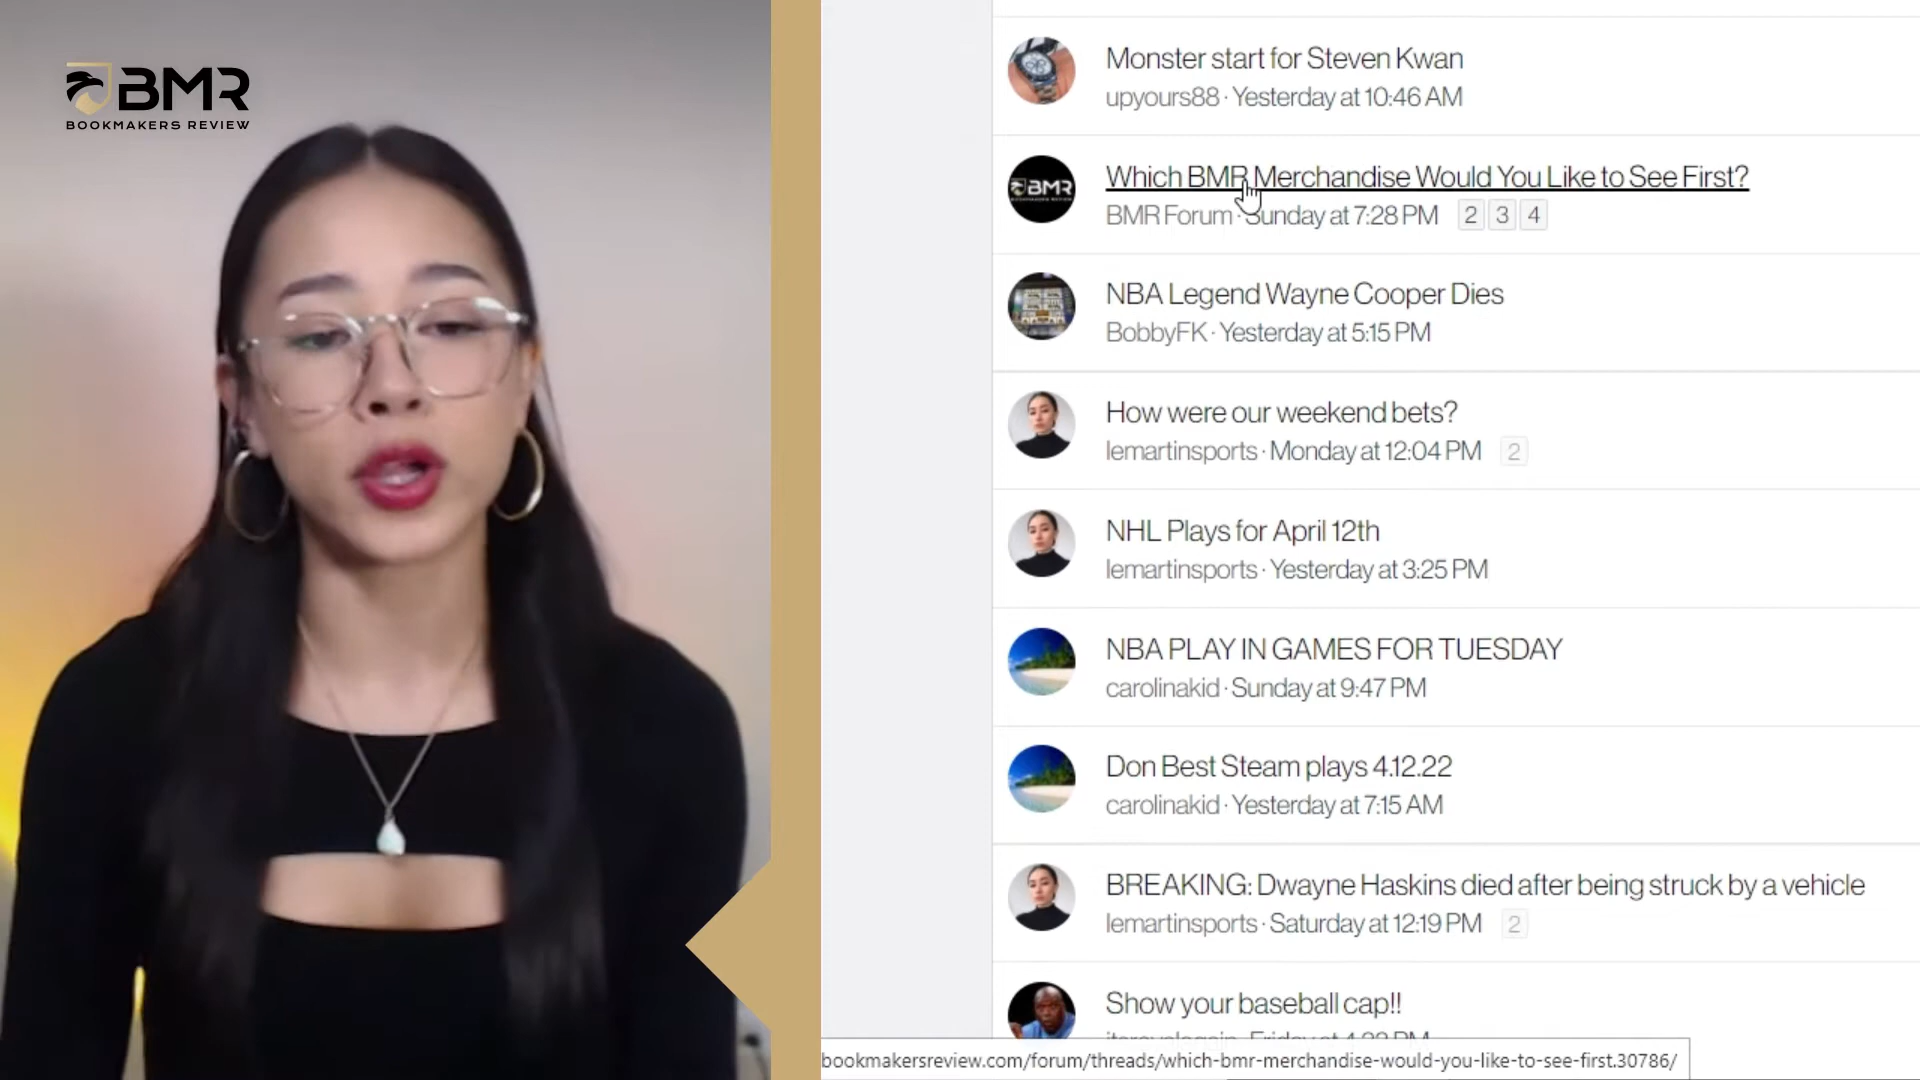 BMR
BOOKMAKERS REVIEW
Monster start for Steven Kwan
upyours88 · Yesterday at 10:46 AM
BMR
Which BMR Merchandise Would You Like to See First?
BMR Forum · Sunday at 7:28 PM 2 3 4
NBA Legend Wayne Cooper Dies
BobbyFK · Yesterday at 5:15 PM
How were our weekend bets?
lemartinsports · Monday at 12:04 PM 2
NHL Plays for April 12th
lemartinsports · Yesterday at 3:25 PM
NBA PLAY IN GAMES FOR TUESDAY
carolinakid · Sunday at 9:47 PM
Don Best Steam plays 4.12.22
carolinakid · Yesterday at 7:15 AM
BREAKING: Dwayne Haskins died after being struck by a vehicle
lemartinsports · Saturday at 12:19 PM 2
Show your baseball cap!!
bookmakersreview.com/forum/threads/which-bmr-merchandise-would-you-like-to-see-first.30786/